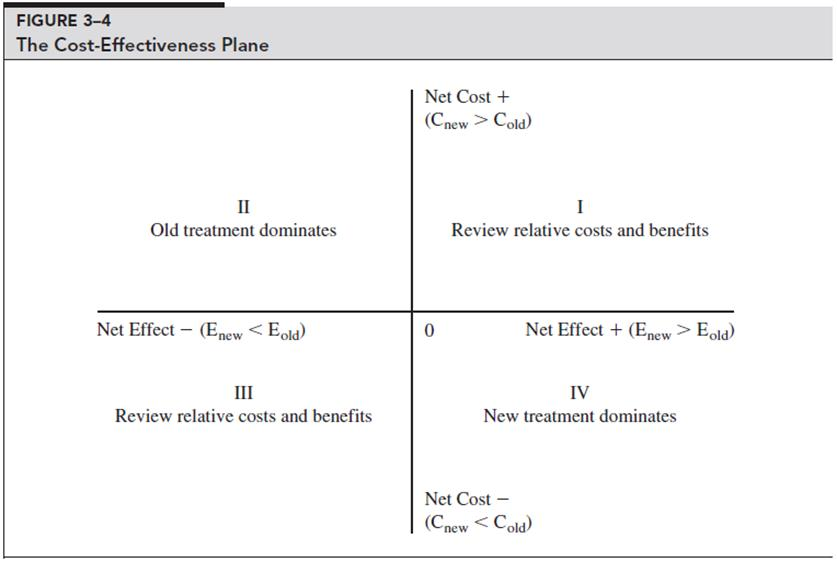 FIGURE 3–4
The Cost-Effectiveness Plane
Net Cost +
(Cnew > Cold)
II
Old treatment dominates
I
Review relative costs and benefits
Net Effect − (Enew < Eold)
0
Net Effect + (Enew > Eold)
III
Review relative costs and benefits
IV
New treatment dominates
Net Cost −
(Cnew < Cold)